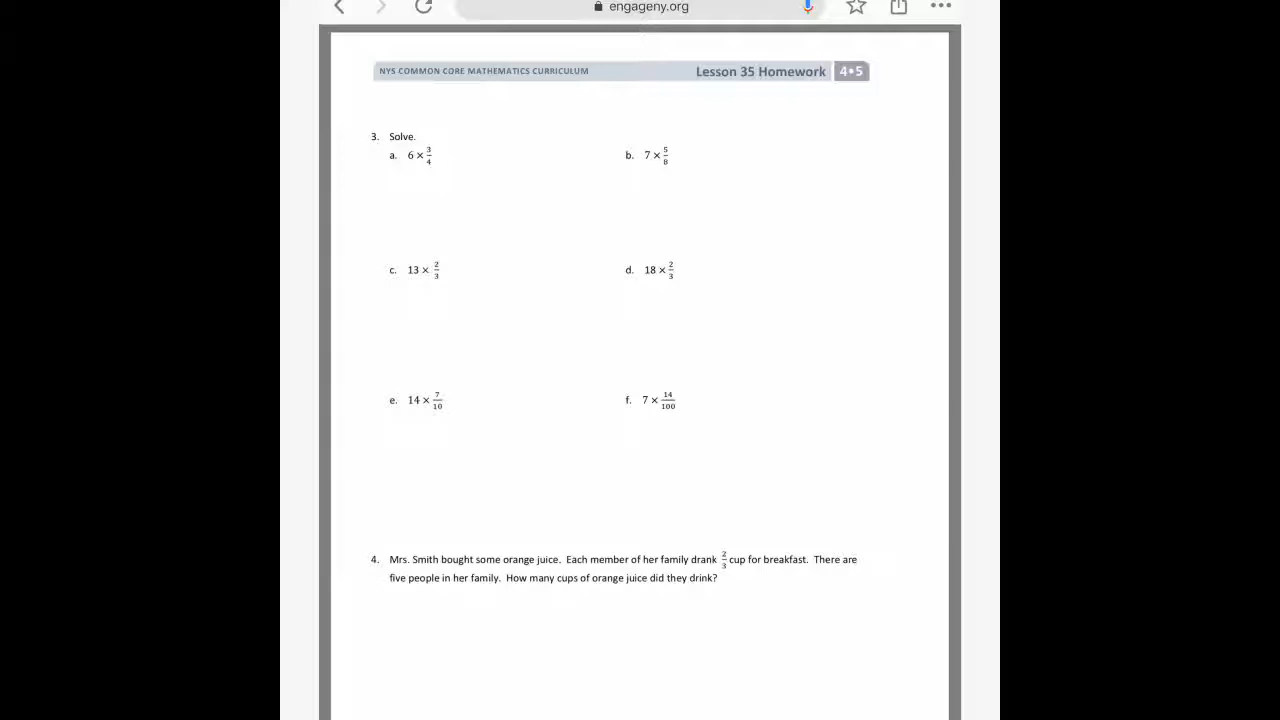 engageny.org
NYS COMMON CORE MATHEMATICS CURRICULUM Lesson 35 Homework 4•5
3. Solve.
a. 6 × 3/4 b. 7 × 5/8
c. 13 × 2/3 d. 18 × 2/3
e. 14 × 7/10 f. 7 × 14/100
4. Mrs. Smith bought some orange juice. Each member of her family drank 2/3 cup for breakfast. There are
five people in her family. How many cups of orange juice did they drink?